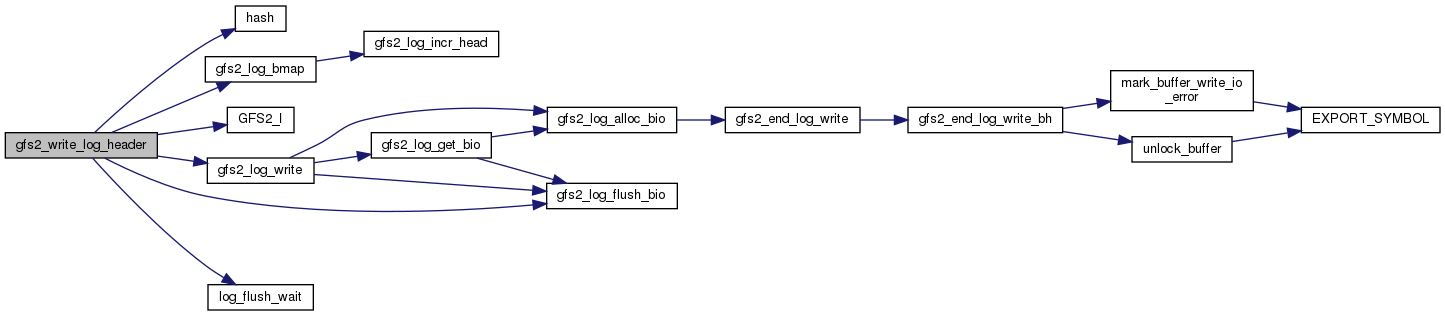 hash
gfs2_log_incr_head
gfs2_log_bmap
mark_buffer_write_io
_error
GFS2_I
gfs2_log_alloc_bio
gfs2_end_log_write
gfs2_end_log_write_bh
EXPORT_SYMBOL
gfs2_write_log_header
gfs2_log_get_bio
unlock_buffer
gfs2_log_write
gfs2_log_flush_bio
log_flush_wait